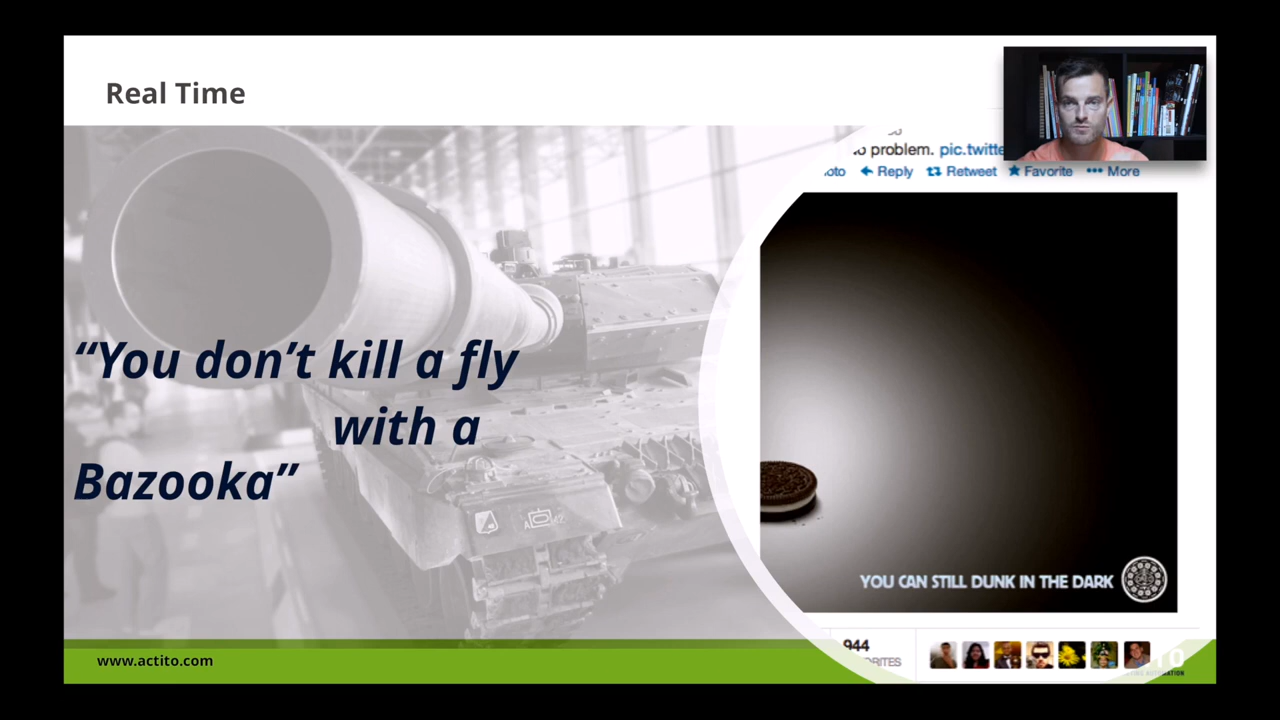 Real Time
problem. pic.twitte
Reply Retweet Favorite More
“You don’t kill a fly
with a
Bazooka”
YOU CAN STILL DUNK IN THE DARK
944
www.actito.com